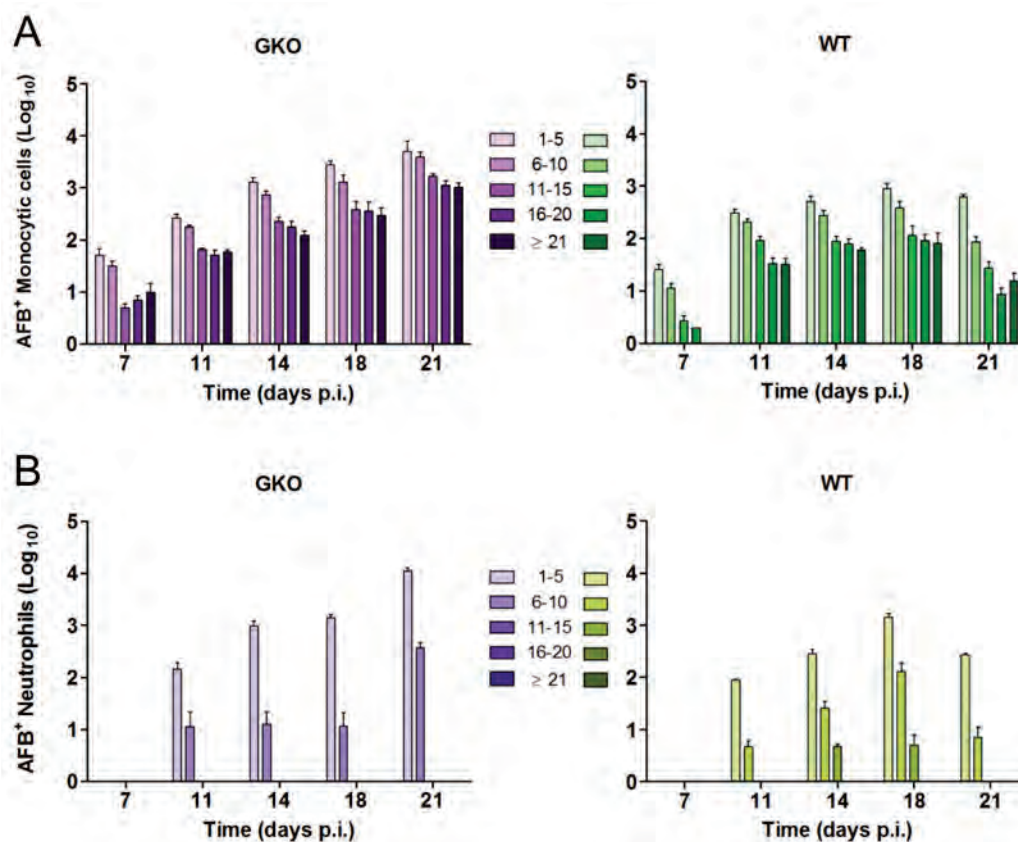 A
GKO
WT
AFB⁺ Monocytic cells (Log₁₀)
5
4
3
2
1
0
7 11 14 18 21
Time (days p.i.)
1-5
6-10
11-15
16-20
≥ 21
5
4
3
2
1
0
7 11 14 18 21
Time (days p.i.)
B
GKO
WT
AFB⁺ Neutrophils (Log₁₀)
5
4
3
2
1
0
7 11 14 18 21
Time (days p.i.)
1-5
6-10
11-15
16-20
≥ 21
5
4
3
2
1
0
7 11 14 18 21
Time (days p.i.)